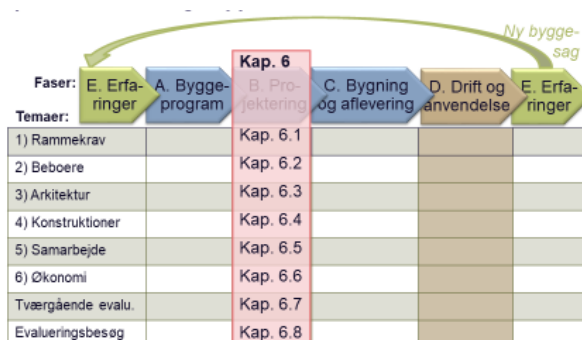 Ny bygge-
sag
Kap. 6
Faser:
E. Erfa-
ringer
A. Bygge-
program
B. Pro-
jektering
C. Bygning
og aflevering
D. Drift og
anvendelse
E. Erfa-
ringer
Temaer:
1) Rammekrav
Kap. 6.1
2) Beboere
Kap. 6.2
3) Arkitektur
Kap. 6.3
4) Konstruktioner
Kap. 6.4
5) Samarbejde
Kap. 6.5
6) Økonomi
Kap. 6.6
Tværgående evalu.
Kap. 6.7
Evalueringsbesøg
Kap. 6.8